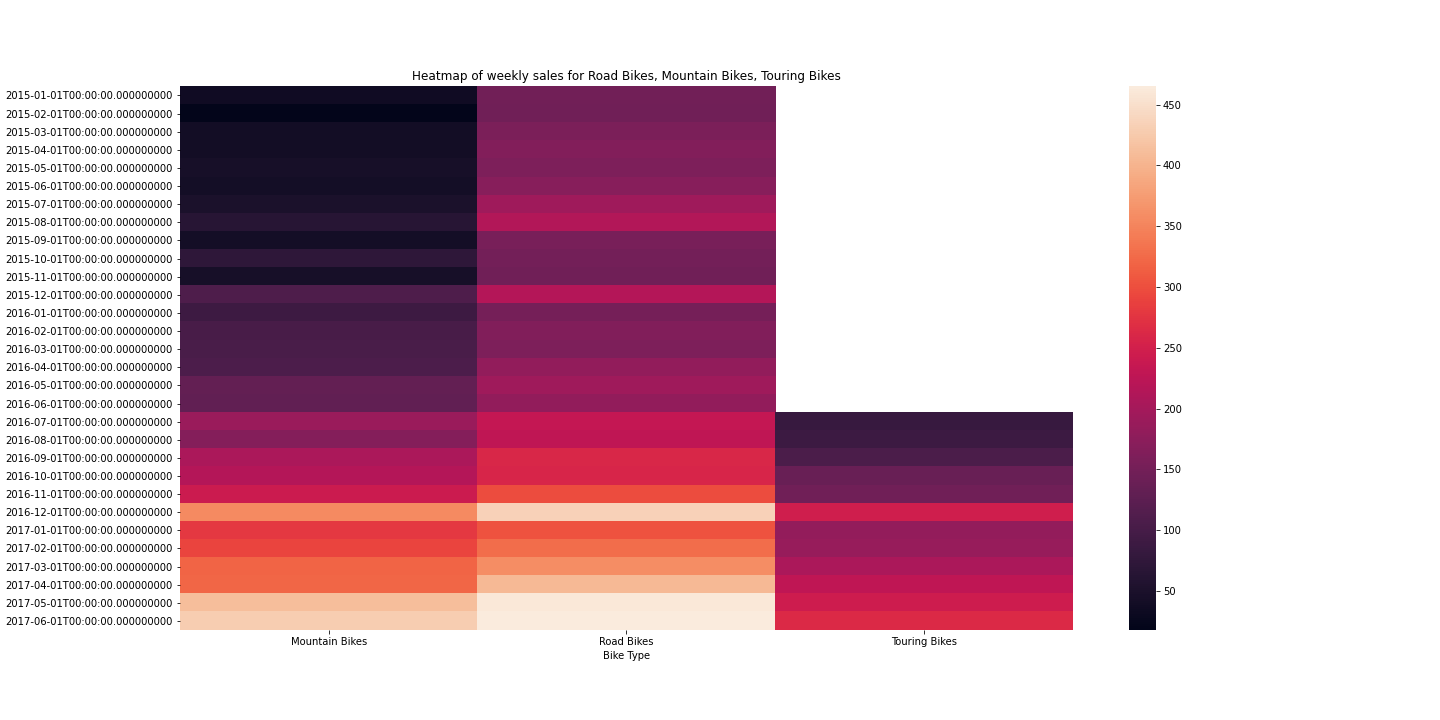 Heatmap of weekly sales for Road Bikes, Mountain Bikes, Touring Bikes
2015-01-01T00:00:00.000000000
2015-02-01T00:00:00.000000000
2015-03-01T00:00:00.000000000
2015-04-01T00:00:00.000000000
2015-05-01T00:00:00.000000000
2015-06-01T00:00:00.000000000
2015-07-01T00:00:00.000000000
2015-08-01T00:00:00.000000000
2015-09-01T00:00:00.000000000
2015-10-01T00:00:00.000000000
2015-11-01T00:00:00.000000000
2015-12-01T00:00:00.000000000
2016-01-01T00:00:00.000000000
2016-02-01T00:00:00.000000000
2016-03-01T00:00:00.000000000
2016-04-01T00:00:00.000000000
2016-05-01T00:00:00.000000000
2016-06-01T00:00:00.000000000
2016-07-01T00:00:00.000000000
2016-08-01T00:00:00.000000000
2016-09-01T00:00:00.000000000
2016-10-01T00:00:00.000000000
2016-11-01T00:00:00.000000000
2016-12-01T00:00:00.000000000
2017-01-01T00:00:00.000000000
2017-02-01T00:00:00.000000000
2017-03-01T00:00:00.000000000
2017-04-01T00:00:00.000000000
2017-05-01T00:00:00.000000000
2017-06-01T00:00:00.000000000
Mountain Bikes Road Bikes Touring Bikes
Bike Type
450
400
350
300
250
200
150
100
50